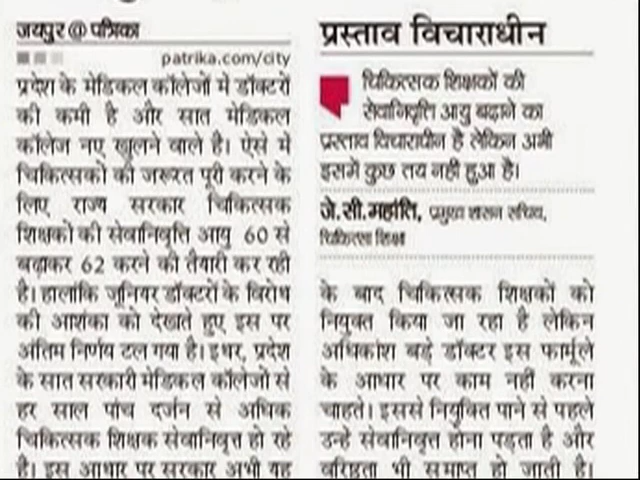 जयपुर @ पत्रिका
patrika.com/city
प्रदेश के मेडिकल कॉलेजों में डॉक्टरों
की कमी है और सात मेडिकल
कॉलेज नए खुलने वाले है। ऐसे में
चिकित्सकों की जरूरत पूरी करने के
लिए राज्य सरकार चिकित्सक
शिक्षकों की सेवानिवृत्ति आयु 60 से
बढ़ाकर 62 करने की तैयारी कर रही
है। हालांकि जूनियर डॉक्टरों के विरोध
की आशंका को देखते हुए इस पर
अंतिम निर्णय टल गया है। इधर, प्रदेश
के सात सरकारी मेडिकल कॉलेजों से
हर साल पांच दर्जन से अधिक
चिकित्सक शिक्षक सेवानिवृत्त हो रहे
है। इस आधार पर सरकार अभी यह
प्रस्ताव विचाराधीन
चिकित्सक शिक्षकों की
सेवानिवृति आयु बढ़ाने का
प्रस्ताव विचाराधीन है लेकिन अभी
इसमें कुछ तय नहीं हुआ है।
जे.सी.महांति, प्रमुख शासन सचिव,
चिकित्सा शिक्षा
के बाद चिकित्सक शिक्षकों को
नियुक्त किया जा रहा है लेकिन
अधिकांश बड़े डॉक्टर इस फार्मूले
के आधार पर काम नहीं करना
चाहते। इससे नियुक्ति पाने से पहले
उन्हें सेवानिवृत्त होना पड़ता है और
वरिष्ठता भी समाप्त हो जाती है।